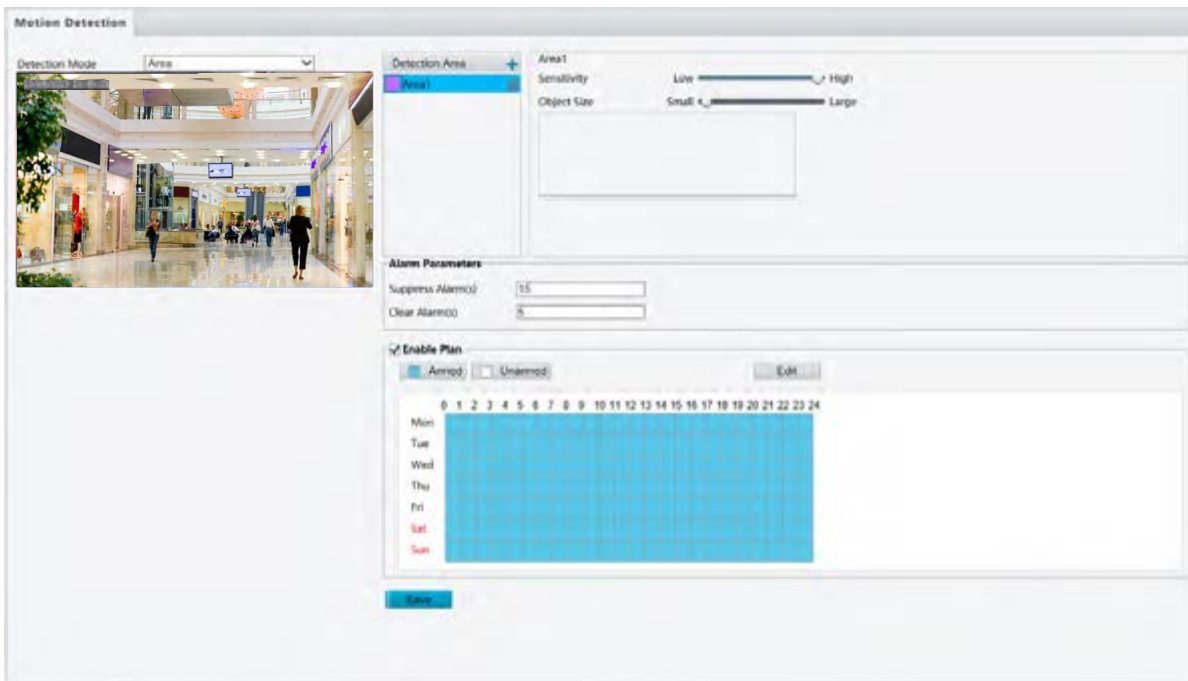 Motion Detection
Detection Mode
Area
Detection Area
Area1
Area1
Sensitivity
Low
High
Object Size
Small
Large
Alarm Parameters
Suppress Alarm(s)
15
Clear Alarm(s)
Enable Plan
Armed
Unarmed
Edit
0 1 2 3 4 5 6 7 8 9 10 11 12 13 14 15 16 17 18 19 20 21 22 23 24
Mon
Tue
Wed
Thu
Fri
Sat
Sun
Save